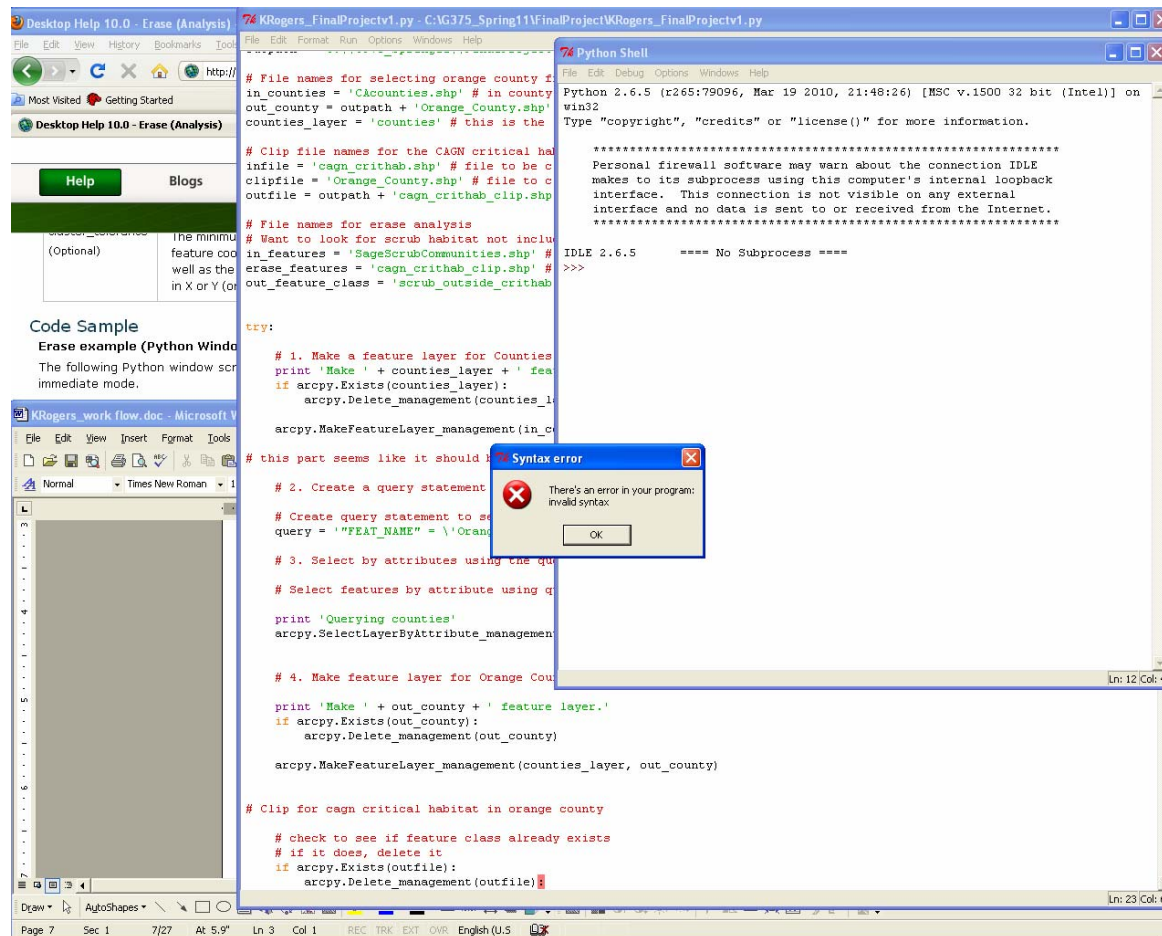 Desktop Help 10.0 - Erase (Analysis)
File Edit View History Bookmarks Tools
http://
Most Visited Getting Started
Desktop Help 10.0 - Erase (Analysis)
Help Blogs
(Optional)
The minimu
feature coo
well as the
in X or Y (or
Code Sample
Erase example (Python Windo
The following Python window scr
immediate mode.
KRogers_work flow.doc - Microsoft W
File Edit View Insert Format Tools
Normal Times New Roman 1
Draw AutoShapes
Page 7 Sec 1 7/27 At 5.9" Ln 3 Col 1 REC TRK EXT OVR English (U.S
KRogers_FinalProjectv1.py - C:\G375_Spring11\FinalProject\KRogers_FinalProjectv1.py
File Edit Format Run Options Windows Help
# File names for selecting orange county f
in_counties = 'CAcounties.shp' # in county
out_county = outpath + 'Orange_County.shp'
counties_layer = 'counties' # this is the
# Clip file names for the CAGN critical hal
infile = 'cagn_crithab.shp' # file to be c
clipfile = 'Orange_County.shp' # file to c
outfile = outpath + 'cagn_crithab_clip.shp
# File names for erase analysis
# Want to look for scrub habitat not inclu
in_features = 'SageScrubCommunities.shp' #
erase_features = 'cagn_crithab_clip.shp' #
out_feature_class = 'scrub_outside_crithab
try:
# 1. Make a feature layer for Counties
print 'Make ' + counties_layer + ' fea
if arcpy.Exists(counties_layer):
arcpy.Delete_management(counties_l
arcpy.MakeFeatureLayer_management(in_c
# this part seems like it should b
# 2. Create a query statement
# Create query statement to se
query = '"FEAT_NAME" = \'Orang
# 3. Select by attributes using the que
# Select features by attribute using q
print 'Querying counties'
arcpy.SelectLayerByAttribute_managemen
# 4. Make feature layer for Orange Cou
print 'Make ' + out_county + ' feature layer.'
if arcpy.Exists(out_county):
arcpy.Delete_management(out_county)
arcpy.MakeFeatureLayer_management(counties_layer, out_county)
# Clip for cagn critical habitat in orange county
# check to see if feature class already exists
# if it does, delete it
if arcpy.Exists(outfile):
arcpy.Delete_management(outfile):
Ln: 23 Col:
Python Shell
File Edit Debug Options Windows Help
Python 2.6.5 (r265:79096, Mar 19 2010, 21:48:26) [MSC v.1500 32 bit (Intel)] on
win32
Type "copyright", "credits" or "license()" for more information.
****************************************************************
Personal firewall software may warn about the connection IDLE
makes to its subprocess using this computer's internal loopback
interface. This connection is not visible on any external
interface and no data is sent to or received from the Internet.
****************************************************************
IDLE 2.6.5 ==== No Subprocess ====
>>>
Ln: 12 Col:
Syntax error
There's an error in your program:
invalid syntax
OK